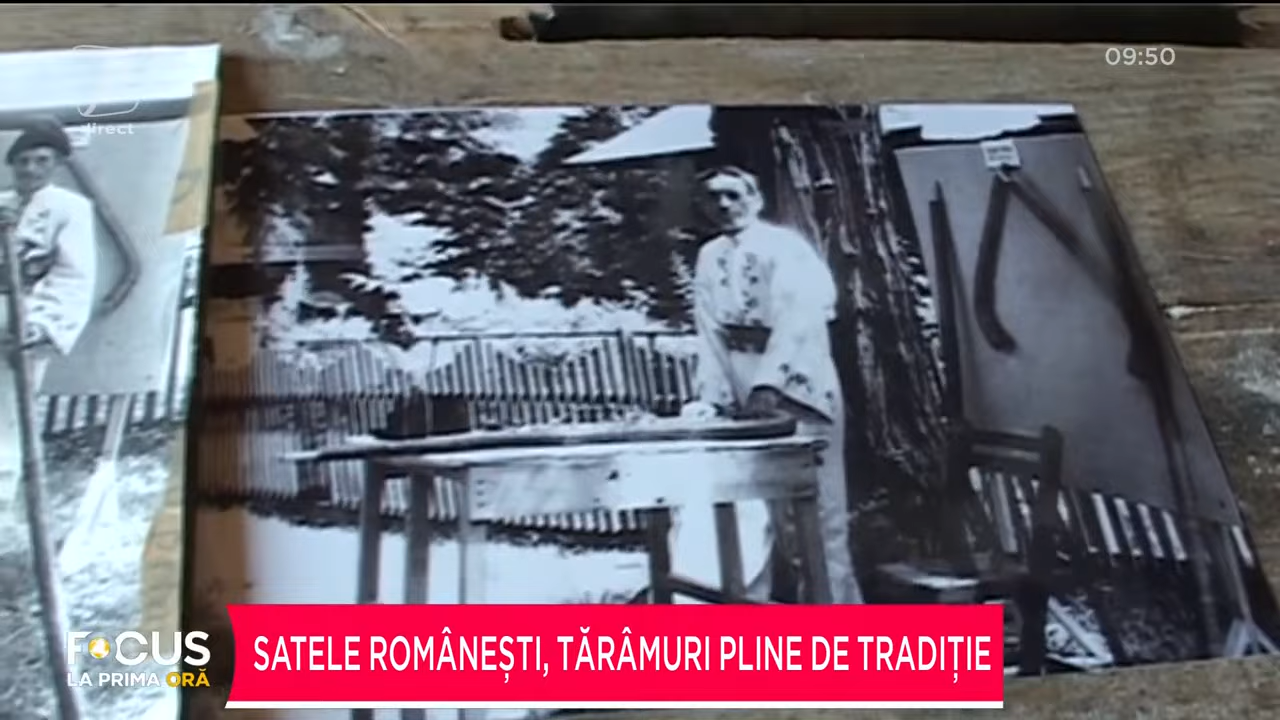 09:50
direct
FOCUS
LA PRIMA ORĂ
SATELE ROMÂNEȘTI, TĂRÂMURI PLINE DE TRADIȚIE